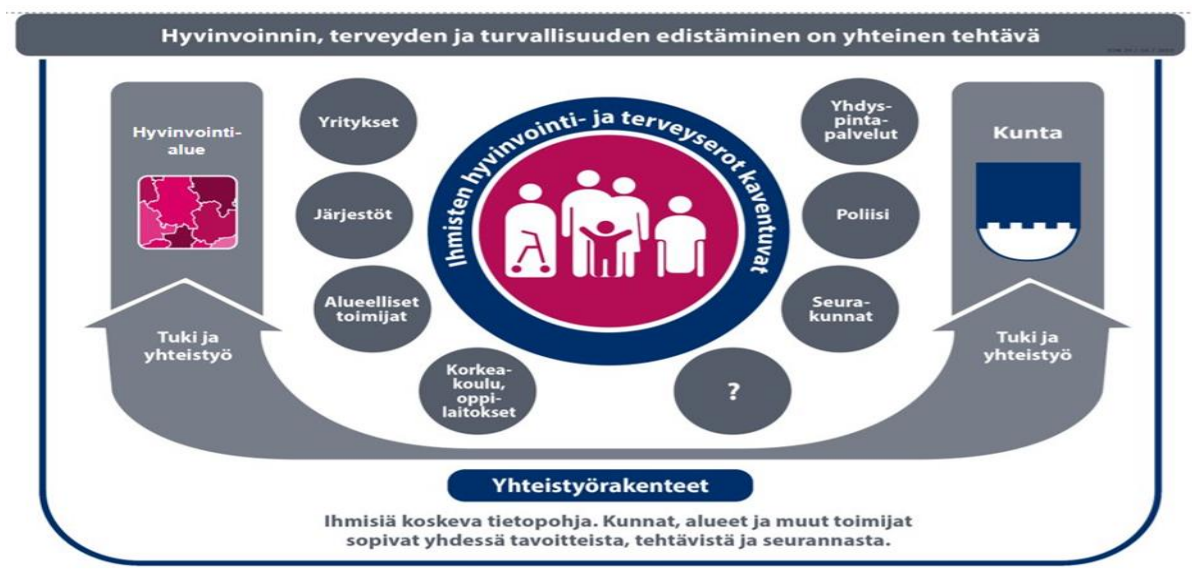 Hyvinvoinnin, terveyden ja turvallisuuden edistäminen on yhteinen tehtävä
Hyvinvointi-
alue
Tuki ja
yhteistyö
Yritykset
Järjestöt
Alueelliset
toimijat
Korkea-
koulu,
oppi-
laitokset
Ihmisten hyvinvointi- ja terveyserot kaventuvat
Yhdys-
pinta-
palvelut
Poliisi
Seura-
kunnat
?
Kunta
Tuki ja
yhteistyö
Yhteistyörakenteet
Ihmisiä koskeva tietopohja. Kunnat, alueet ja muut toimijat
sopivat yhdessä tavoitteista, tehtävistä ja seurannasta.